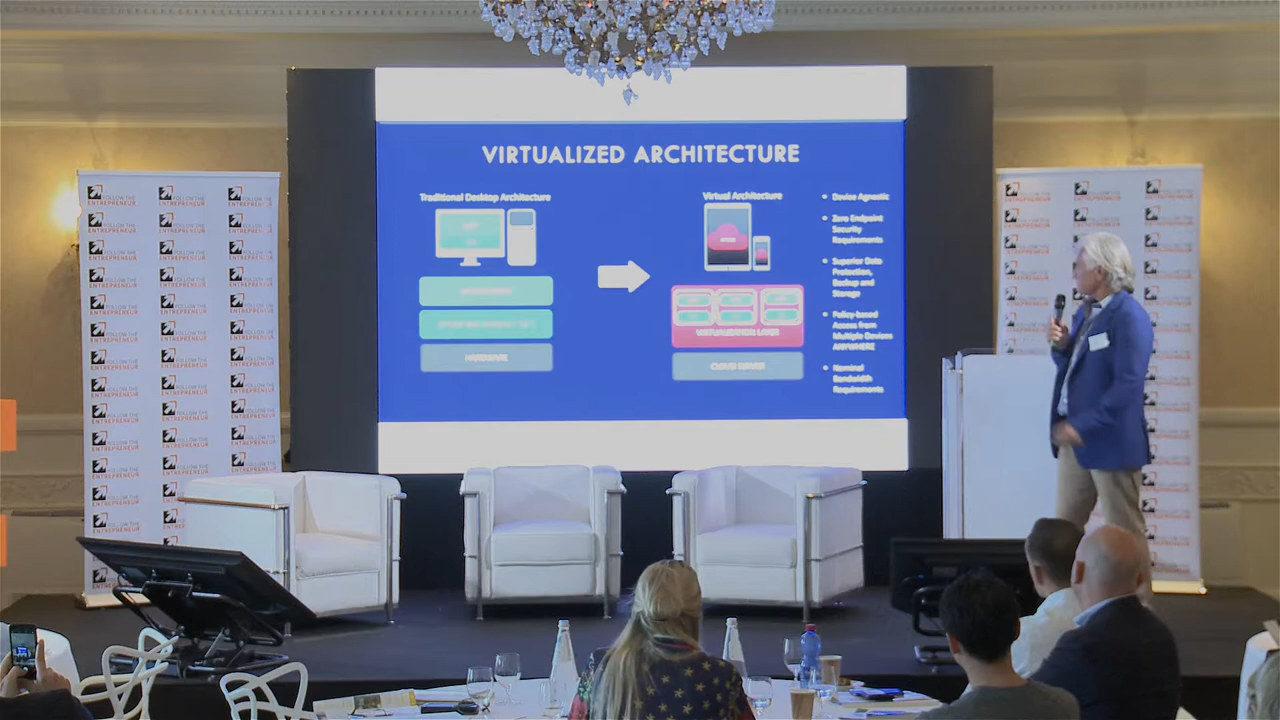 VIRTUALIZED ARCHITECTURE
Traditional Desktop Architecture
HARDWARE
Virtual Architecture
VIRTUALIZATION LAYER
CLOUD SERVER
• Device Agnostic
• Zero Endpoint
Security
Requirements
• Superior Data
Protection,
Backup and
Storage
• Policy-based
Access from
Multiple Devices
ANYWHERE
• Nominal
Bandwidth
Requirements
FOLLOW THE
ENTREPRENEUR